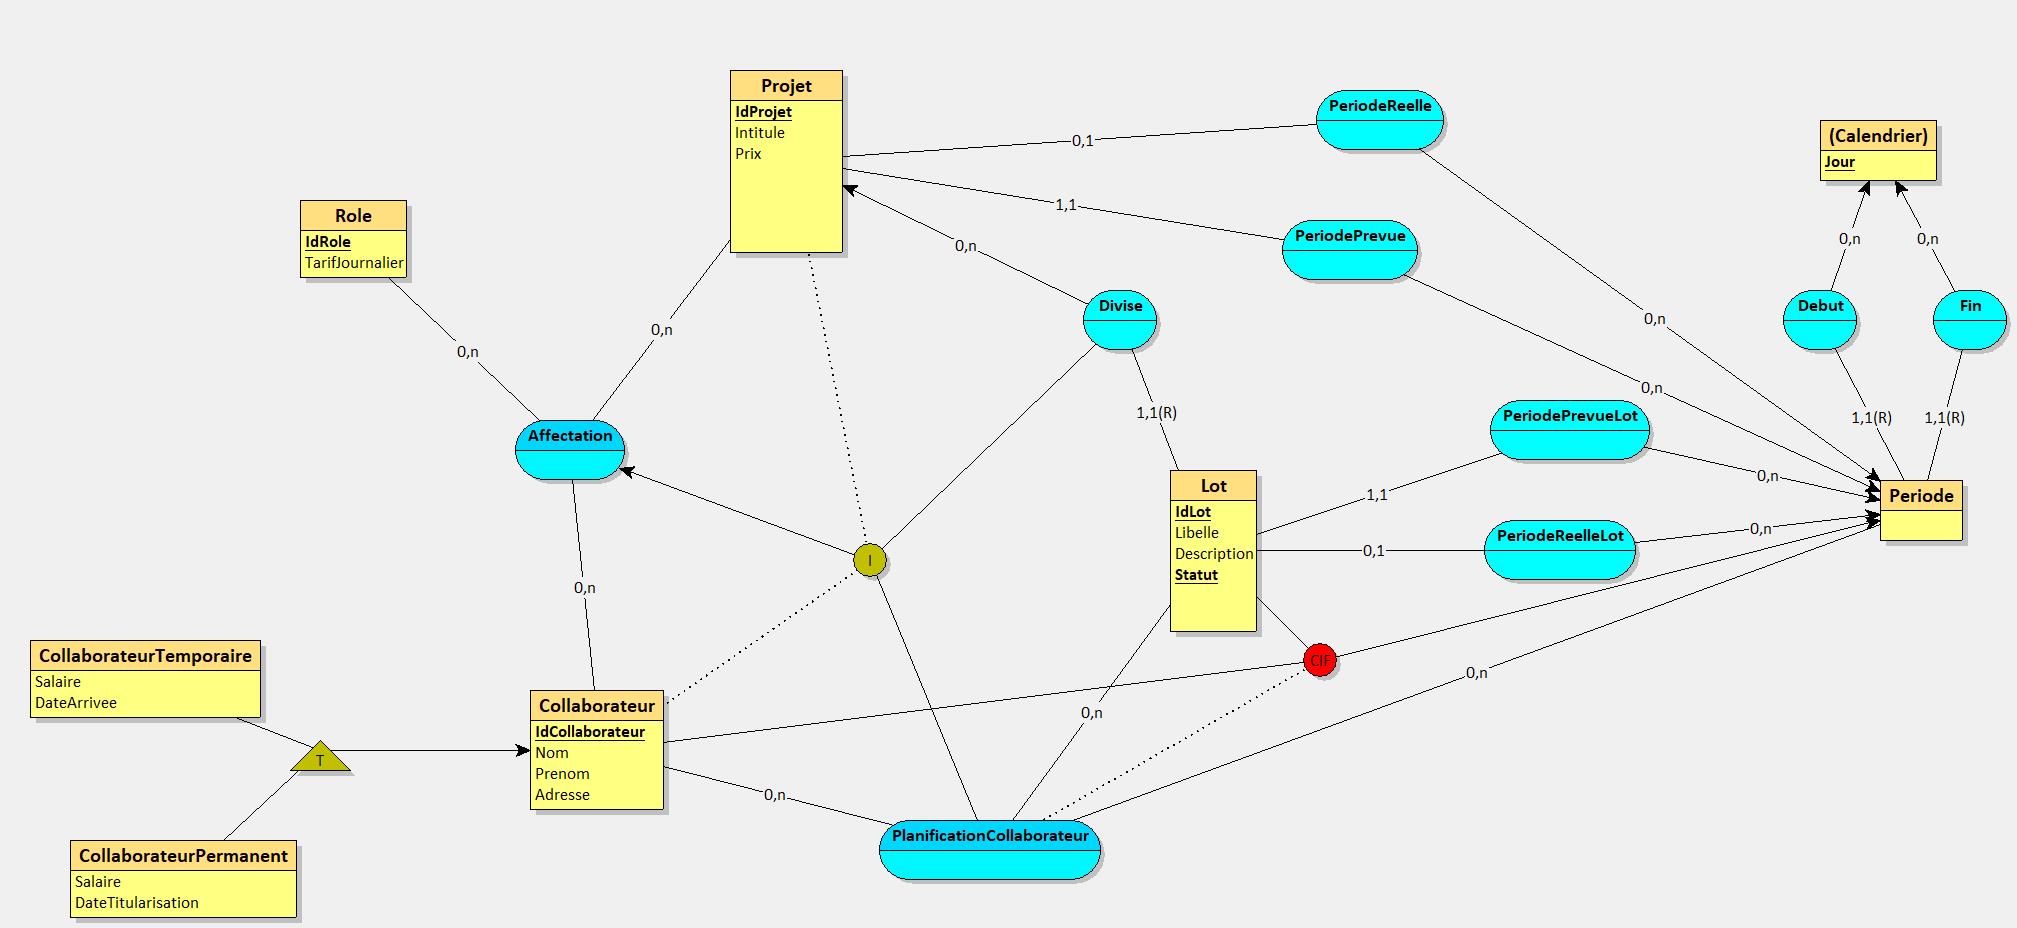 Projet
IdProjet
Intitule
Prix
PeriodeReelle
0,1
(Calendrier)
Jour
Role
IdRole
TarifJournalier
1,1
PeriodePrevue
0,n
0,n
0,n
Debut
Divise
Fin
0,n
0,n
0,n
0,n
1,1(R)
PeriodePrevueLot
1,1(R)
1,1(R)
Affectation
0,n
1,1
Lot
IdLot
Libelle
Description
Statut
Periode
0,n
PeriodeReelleLot
0,1
I
0,n
CollaborateurTemporaire
Salaire
DateArrivee
CIF
0,n
Collaborateur
IdCollaborateur
Nom
Prenom
Adresse
0,n
T
0,n
PlanificationCollaborateur
CollaborateurPermanent
Salaire
DateTitularisation